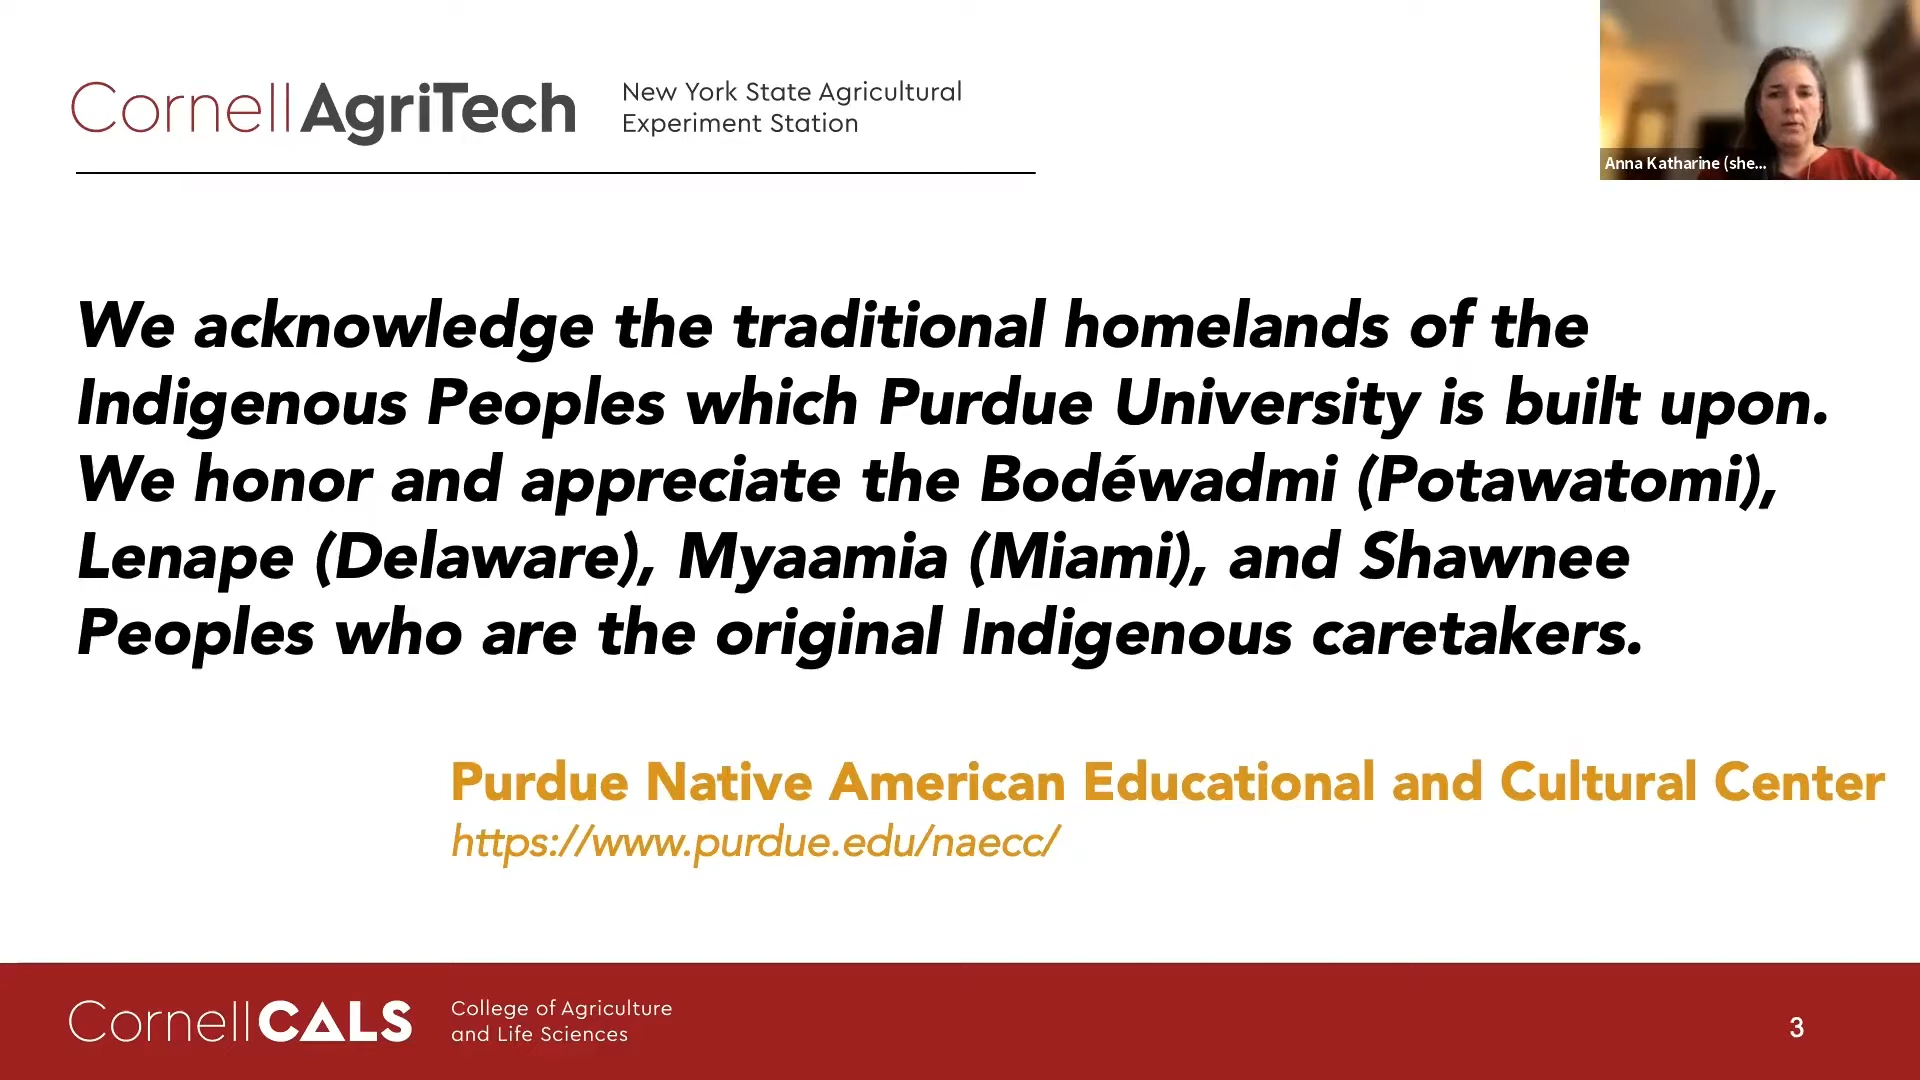 Cornell AgriTech
New York State Agricultural
Experiment Station
Anna Katharine (she...
We acknowledge the traditional homelands of the
Indigenous Peoples which Purdue University is built upon.
We honor and appreciate the Bodéwadmi (Potawatomi),
Lenape (Delaware), Myaamia (Miami), and Shawnee
Peoples who are the original Indigenous caretakers.
Purdue Native American Educational and Cultural Center
https://www.purdue.edu/naecc/
Cornell CALS
College of Agriculture
and Life Sciences
3